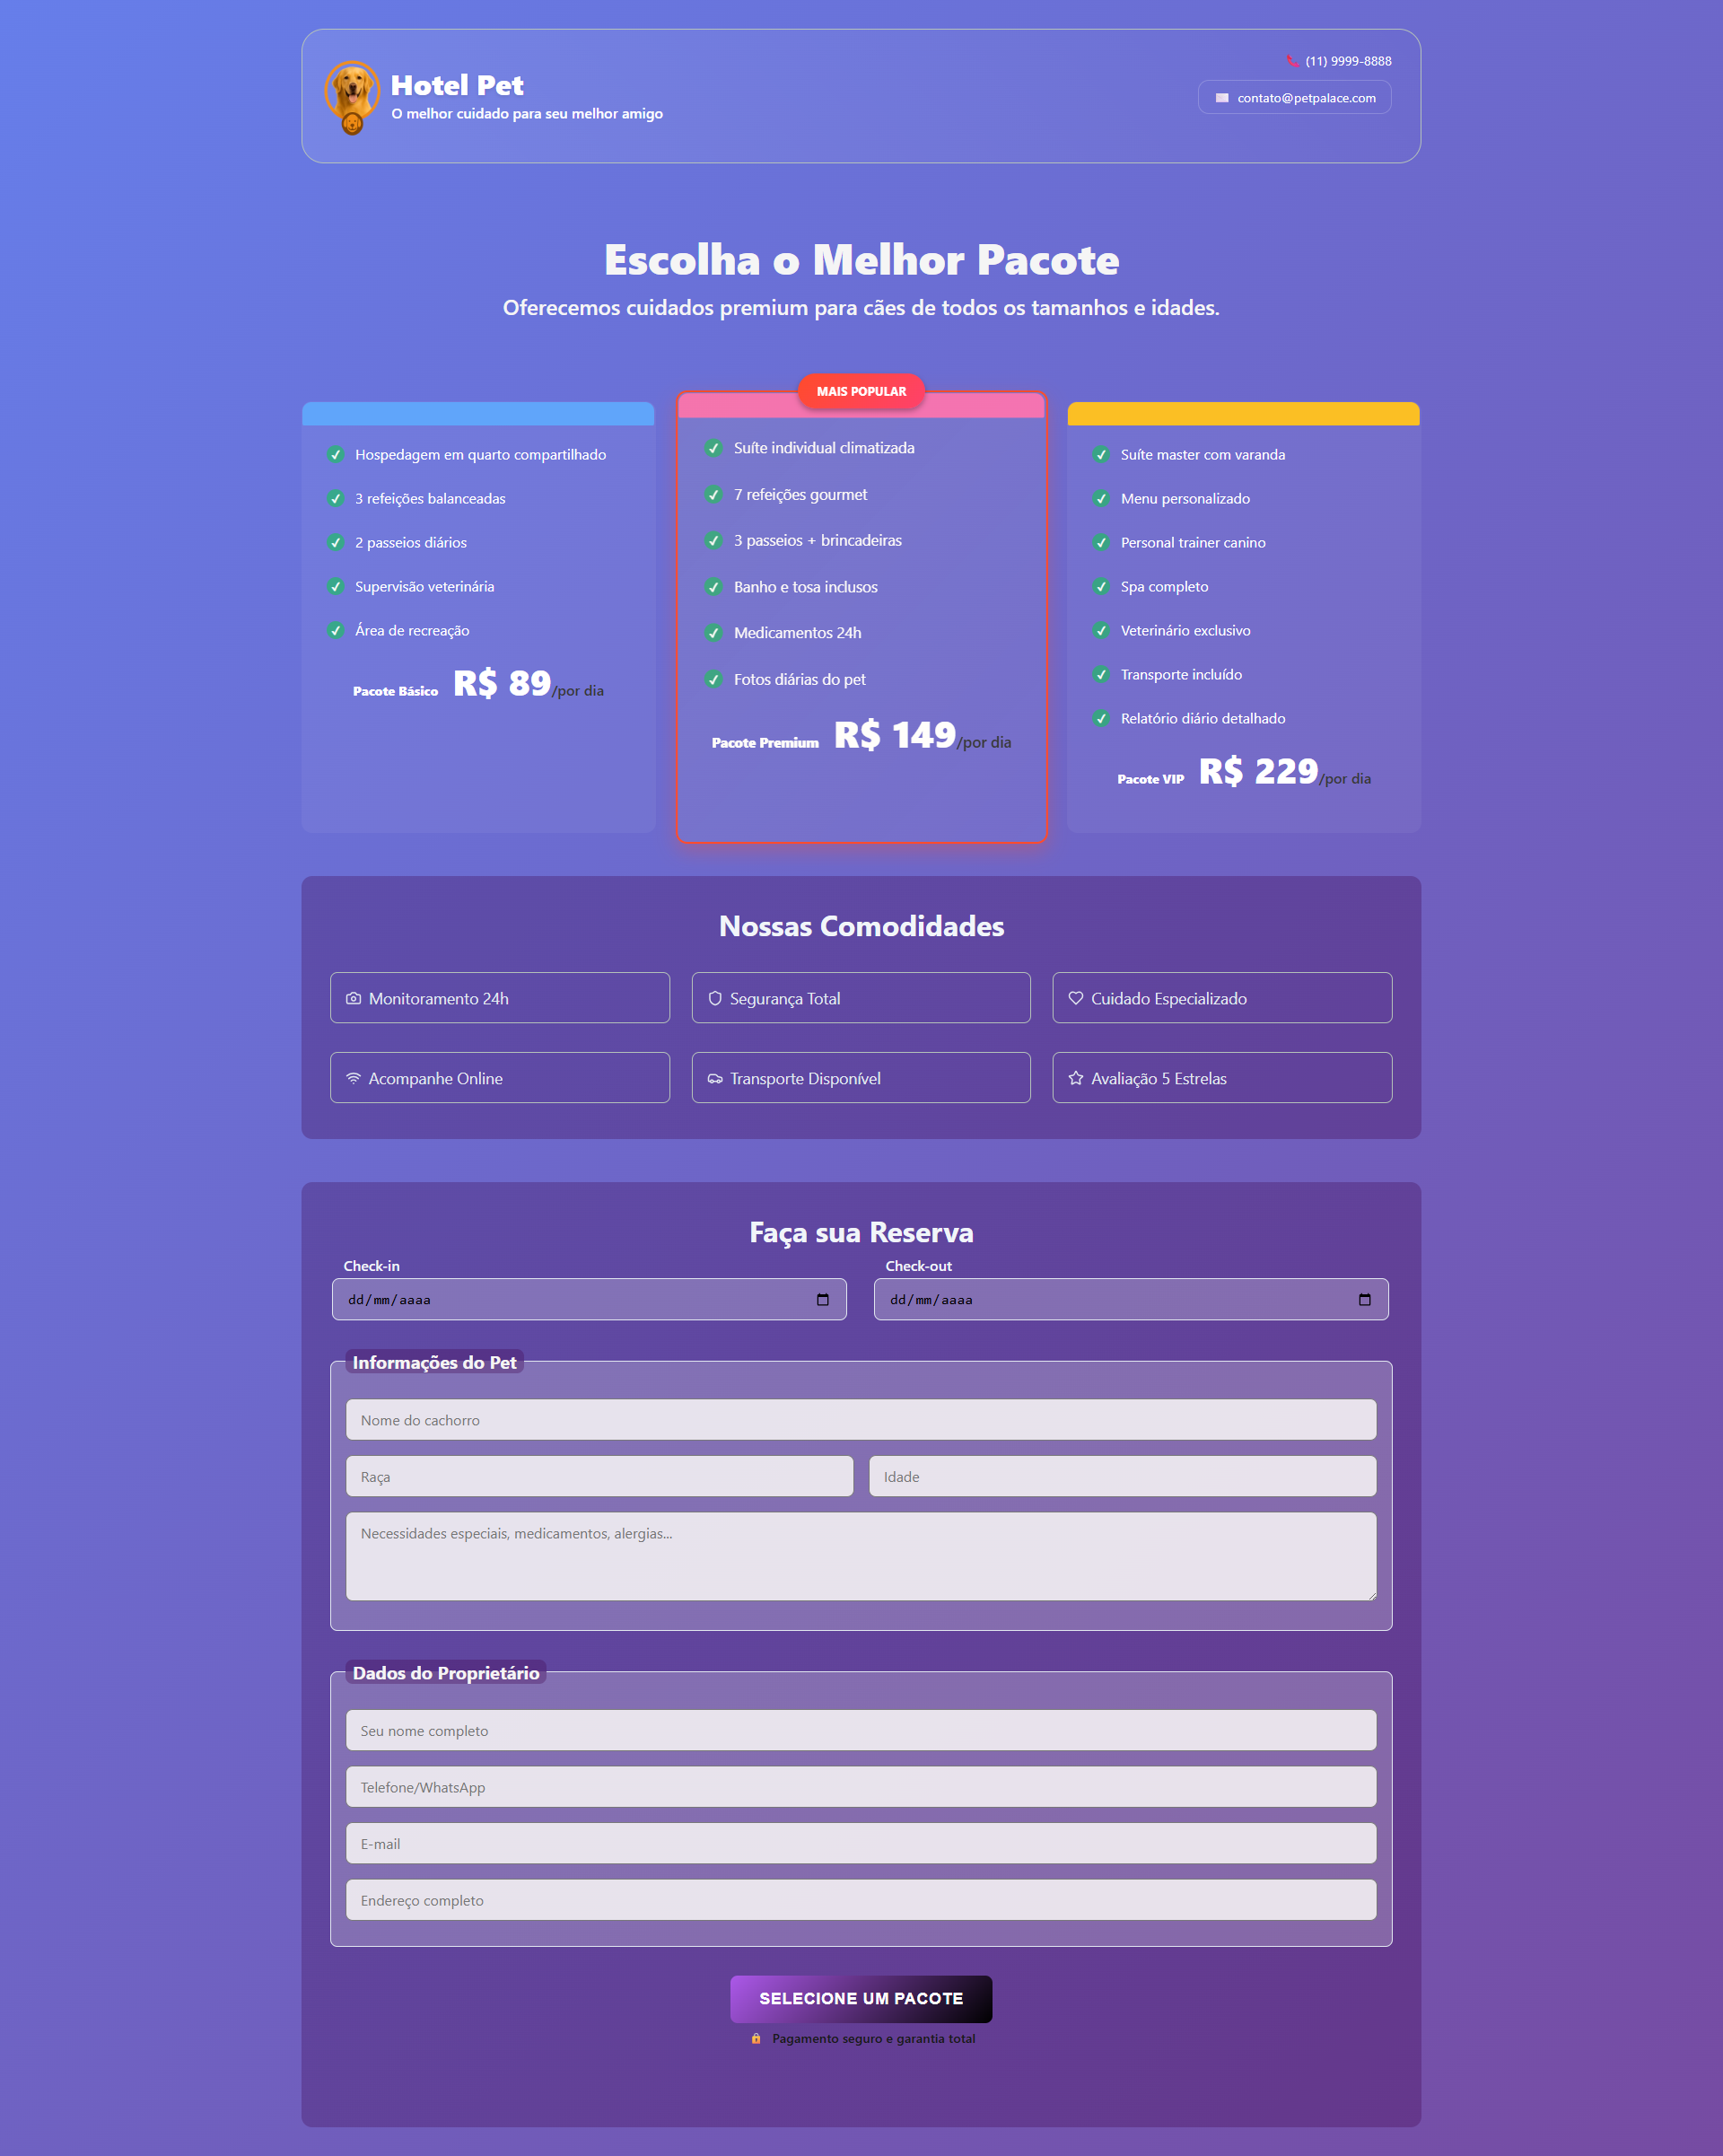 Hotel Pet
O melhor cuidado para seu melhor amigo
(11) 9999-8888
contato@petpalace.com
Escolha o Melhor Pacote
Oferecemos cuidados premium para cães de todos os tamanhos e idades.
Hospedagem em quarto compartilhado
3 refeições balanceadas
2 passeios diários
Supervisão veterinária
Área de recreação
Pacote Básico R$ 89/por dia
MAIS POPULAR
Suíte individual climatizada
7 refeições gourmet
3 passeios + brincadeiras
Banho e tosa inclusos
Medicamentos 24h
Fotos diárias do pet
Pacote Premium R$ 149/por dia
Suíte master com varanda
Menu personalizado
Personal trainer canino
Spa completo
Veterinário exclusivo
Transporte incluído
Relatório diário detalhado
Pacote VIP R$ 229/por dia
Nossas Comodidades
Monitoramento 24h
Segurança Total
Cuidado Especializado
Acompanhe Online
Transporte Disponível
Avaliação 5 Estrelas
Faça sua Reserva
Check-in
dd/mm/aaaa
Check-out
dd/mm/aaaa
Informações do Pet
Nome do cachorro
Raça
Idade
Necessidades especiais, medicamentos, alergias...
Dados do Proprietário
Seu nome completo
Telefone/WhatsApp
E-mail
Endereço completo
SELECIONE UM PACOTE
Pagamento seguro e garantia total